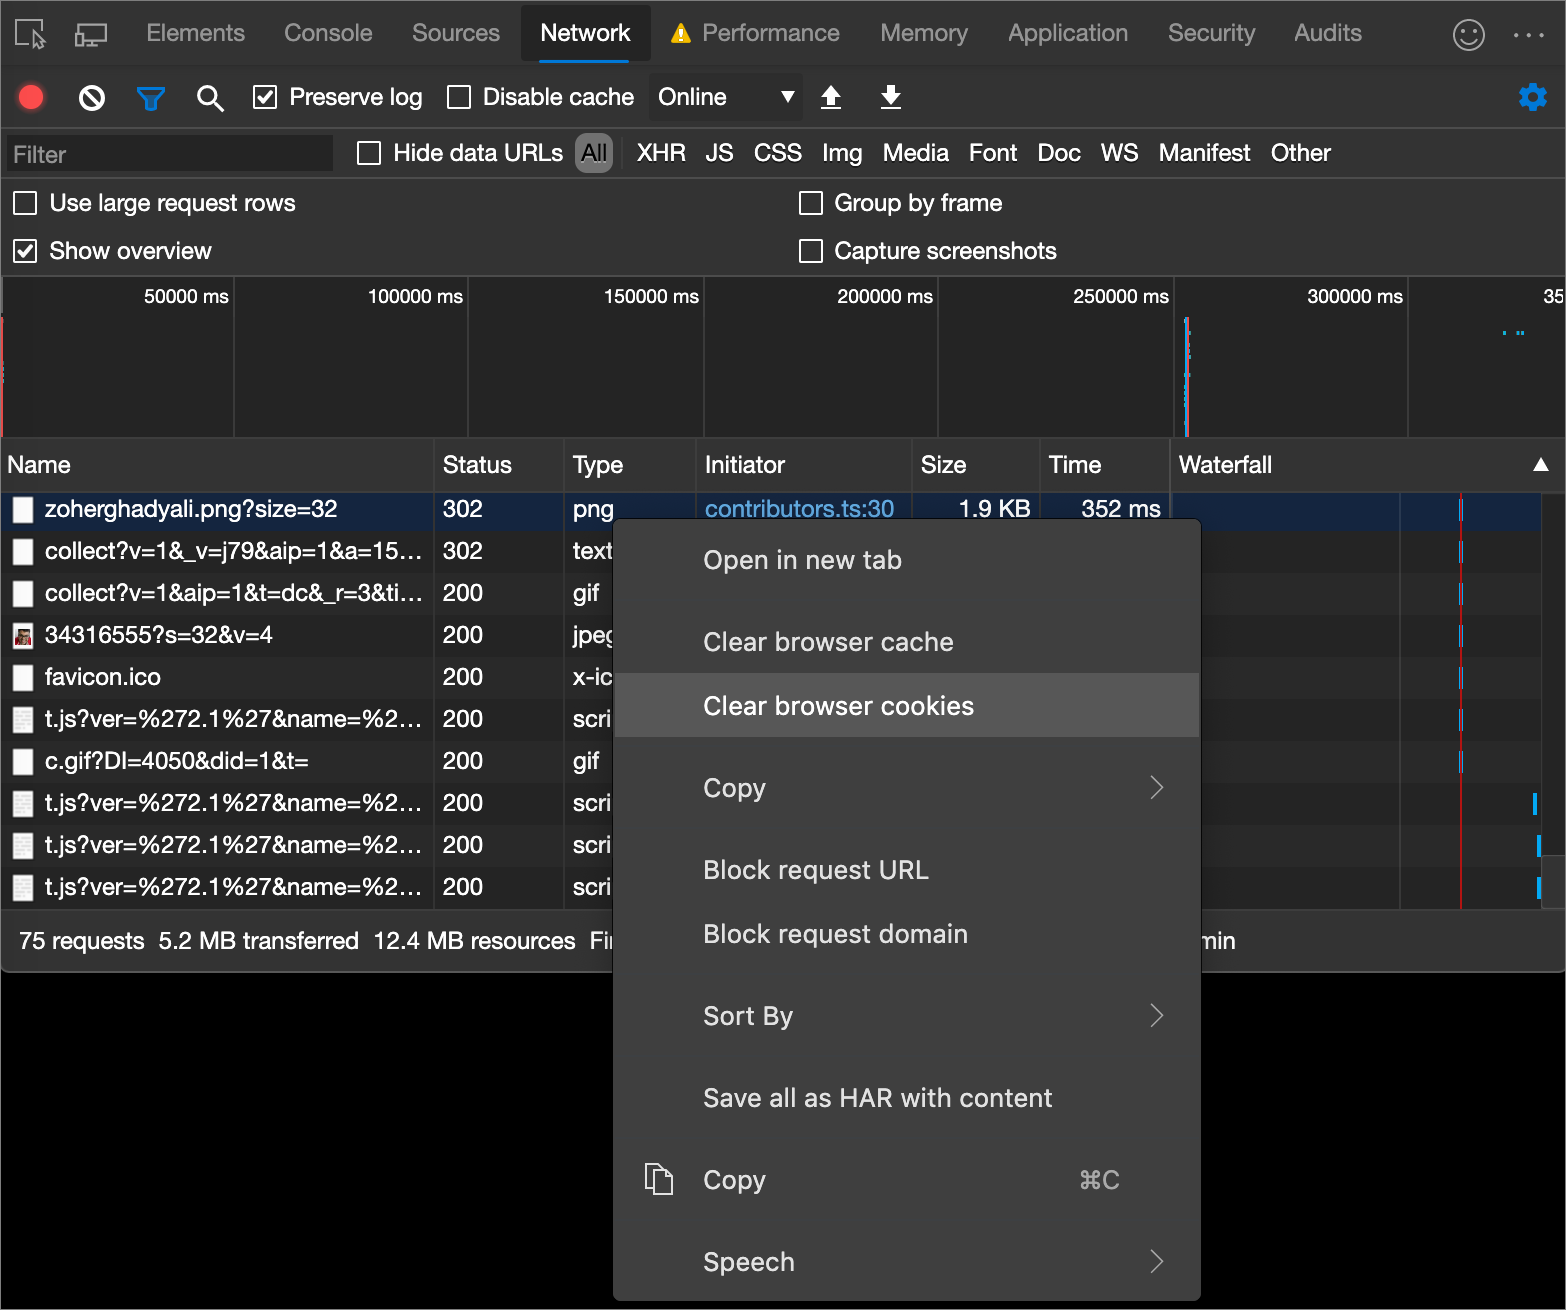 Elements Console Sources Network Performance Memory Application Security Audits
Preserve log Disable cache Online
Filter Hide data URLs All XHR JS CSS Img Media Font Doc WS Manifest Other
Use large request rows Group by frame
Show overview Capture screenshots
50000 ms 100000 ms 150000 ms 200000 ms 250000 ms 300000 ms 35
Name Status Type Initiator Size Time Waterfall
zoherghadyali.png?size=32 302 png contributors.ts:30 1.9 KB 352 ms
collect?v=1&_v=j79&aip=1&a=15... 302 text
collect?v=1&aip=1&t=dc&_r=3&ti... 200 gif
34316555?s=32&v=4 200 jpeg
favicon.ico 200 x-ic
t.js?ver=%272.1%27&name=%2... 200 scri
c.gif?DI=4050&did=1&t= 200 gif
t.js?ver=%272.1%27&name=%2... 200 scri
t.js?ver=%272.1%27&name=%2... 200 scri
t.js?ver=%272.1%27&name=%2... 200 scri
75 requests 5.2 MB transferred 12.4 MB resources Fi min
Open in new tab
Clear browser cache
Clear browser cookies
Copy
Block request URL
Block request domain
Sort By
Save all as HAR with content
Copy ⌘C
Speech